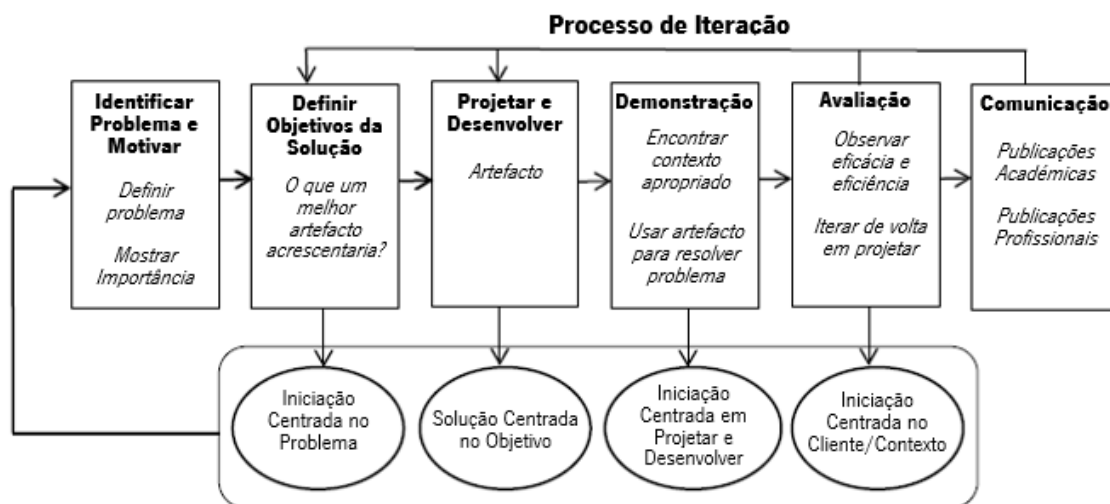 Processo de Iteração
Identificar
Problema e
Motivar
Definir
problema
Mostrar
Importância
Definir
Objetivos da
Solução
O que um
melhor
artefacto
acrescentaria?
Projetar e
Desenvolver
Artefacto
Demonstração
Encontrar
contexto
apropriado
Usar artefacto
para resolver
problema
Avaliação
Observar
eficácia e
eficiência
Iterar de volta
em projetar
Comunicação
Publicações
Académicas
Publicações
Profissionais
Iniciação
Centrada no
Problema
Solução Centrada
no Objetivo
Iniciação
Centrada em
Projetar e
Desenvolver
Iniciação
Centrada no
Cliente/Contexto